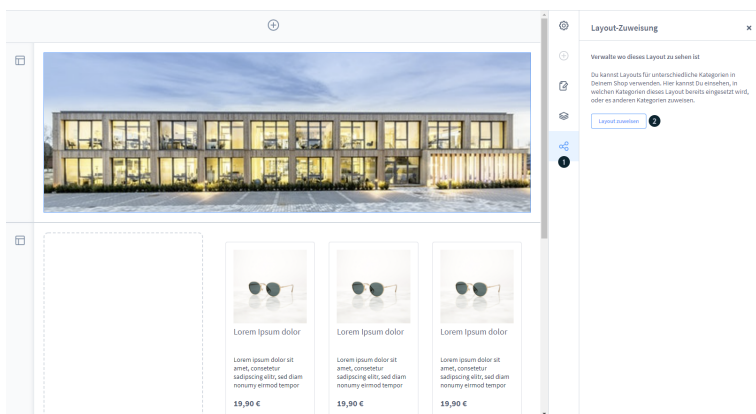 Layout-Zuweisung
Verwalte wo dieses Layout zu sehen ist
Du kannst Layouts für unterschiedliche Kategorien in
Deinem Shop verwenden. Hier kannst Du einsehen, in
welchen Kategorien dieses Layout bereits eingesetzt wird,
oder es anderen Kategorien zuweisen.
Layout zuweisen 2
1
Lorem Ipsum dolor
Lorem ipsum dolor sit
amet, consetetur
sadipscing elitr, sed diam
nonumy eirmod tempor
19,90 €
Lorem Ipsum dolor
Lorem ipsum dolor sit
amet, consetetur
sadipscing elitr, sed diam
nonumy eirmod tempor
19,90 €
Lorem Ipsum dolor
Lorem ipsum dolor sit
amet, consetetur
sadipscing elitr, sed diam
nonumy eirmod tempor
19,90 €